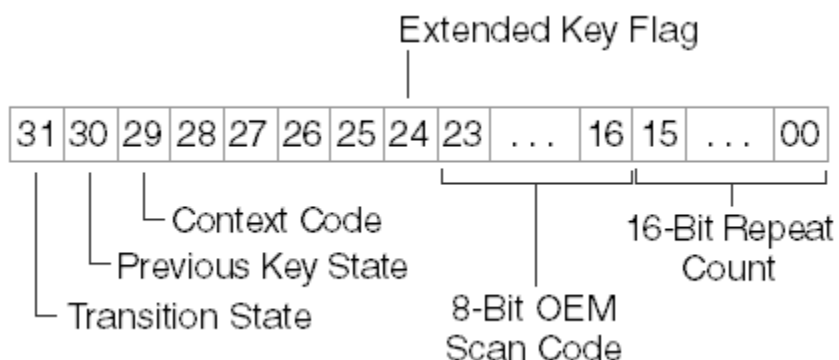 Extended Key Flag
31 30 29 28 27 26 25 24 23 ... 16 15 ... 00
Context Code
Previous Key State
Transition State
8-Bit OEM
Scan Code
16-Bit Repeat
Count